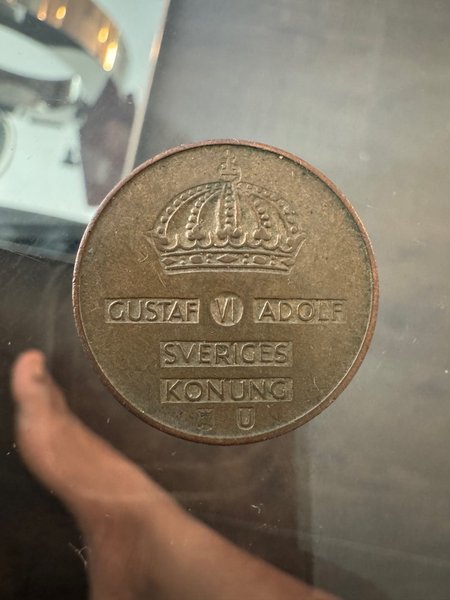 GUSTAF VI ADOLF
SVERIGES
KONUNG
U